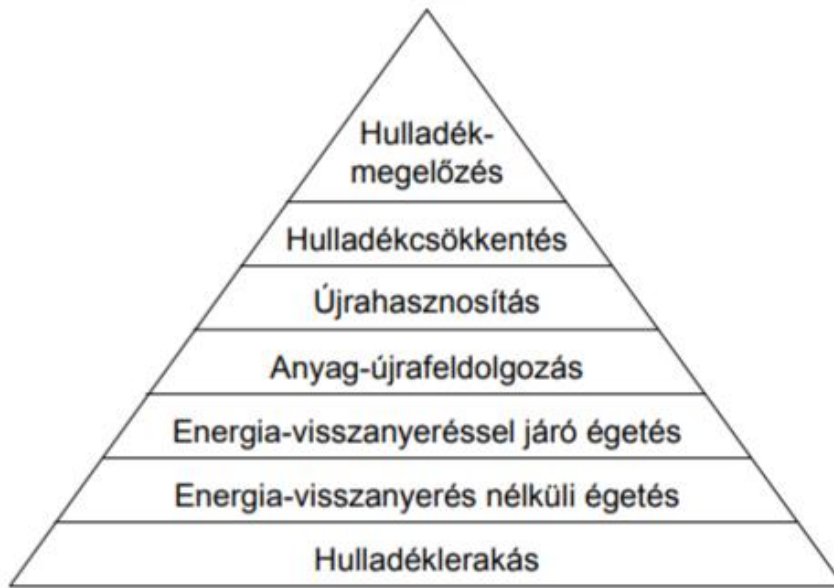 Hulladék-
megelőzés
Hulladékcsökkentés
Újrahasznosítás
Anyag-újrafeldolgozás
Energia-visszanyeréssel járó égetés
Energia-visszanyerés nélküli égetés
Hulladéklerakás